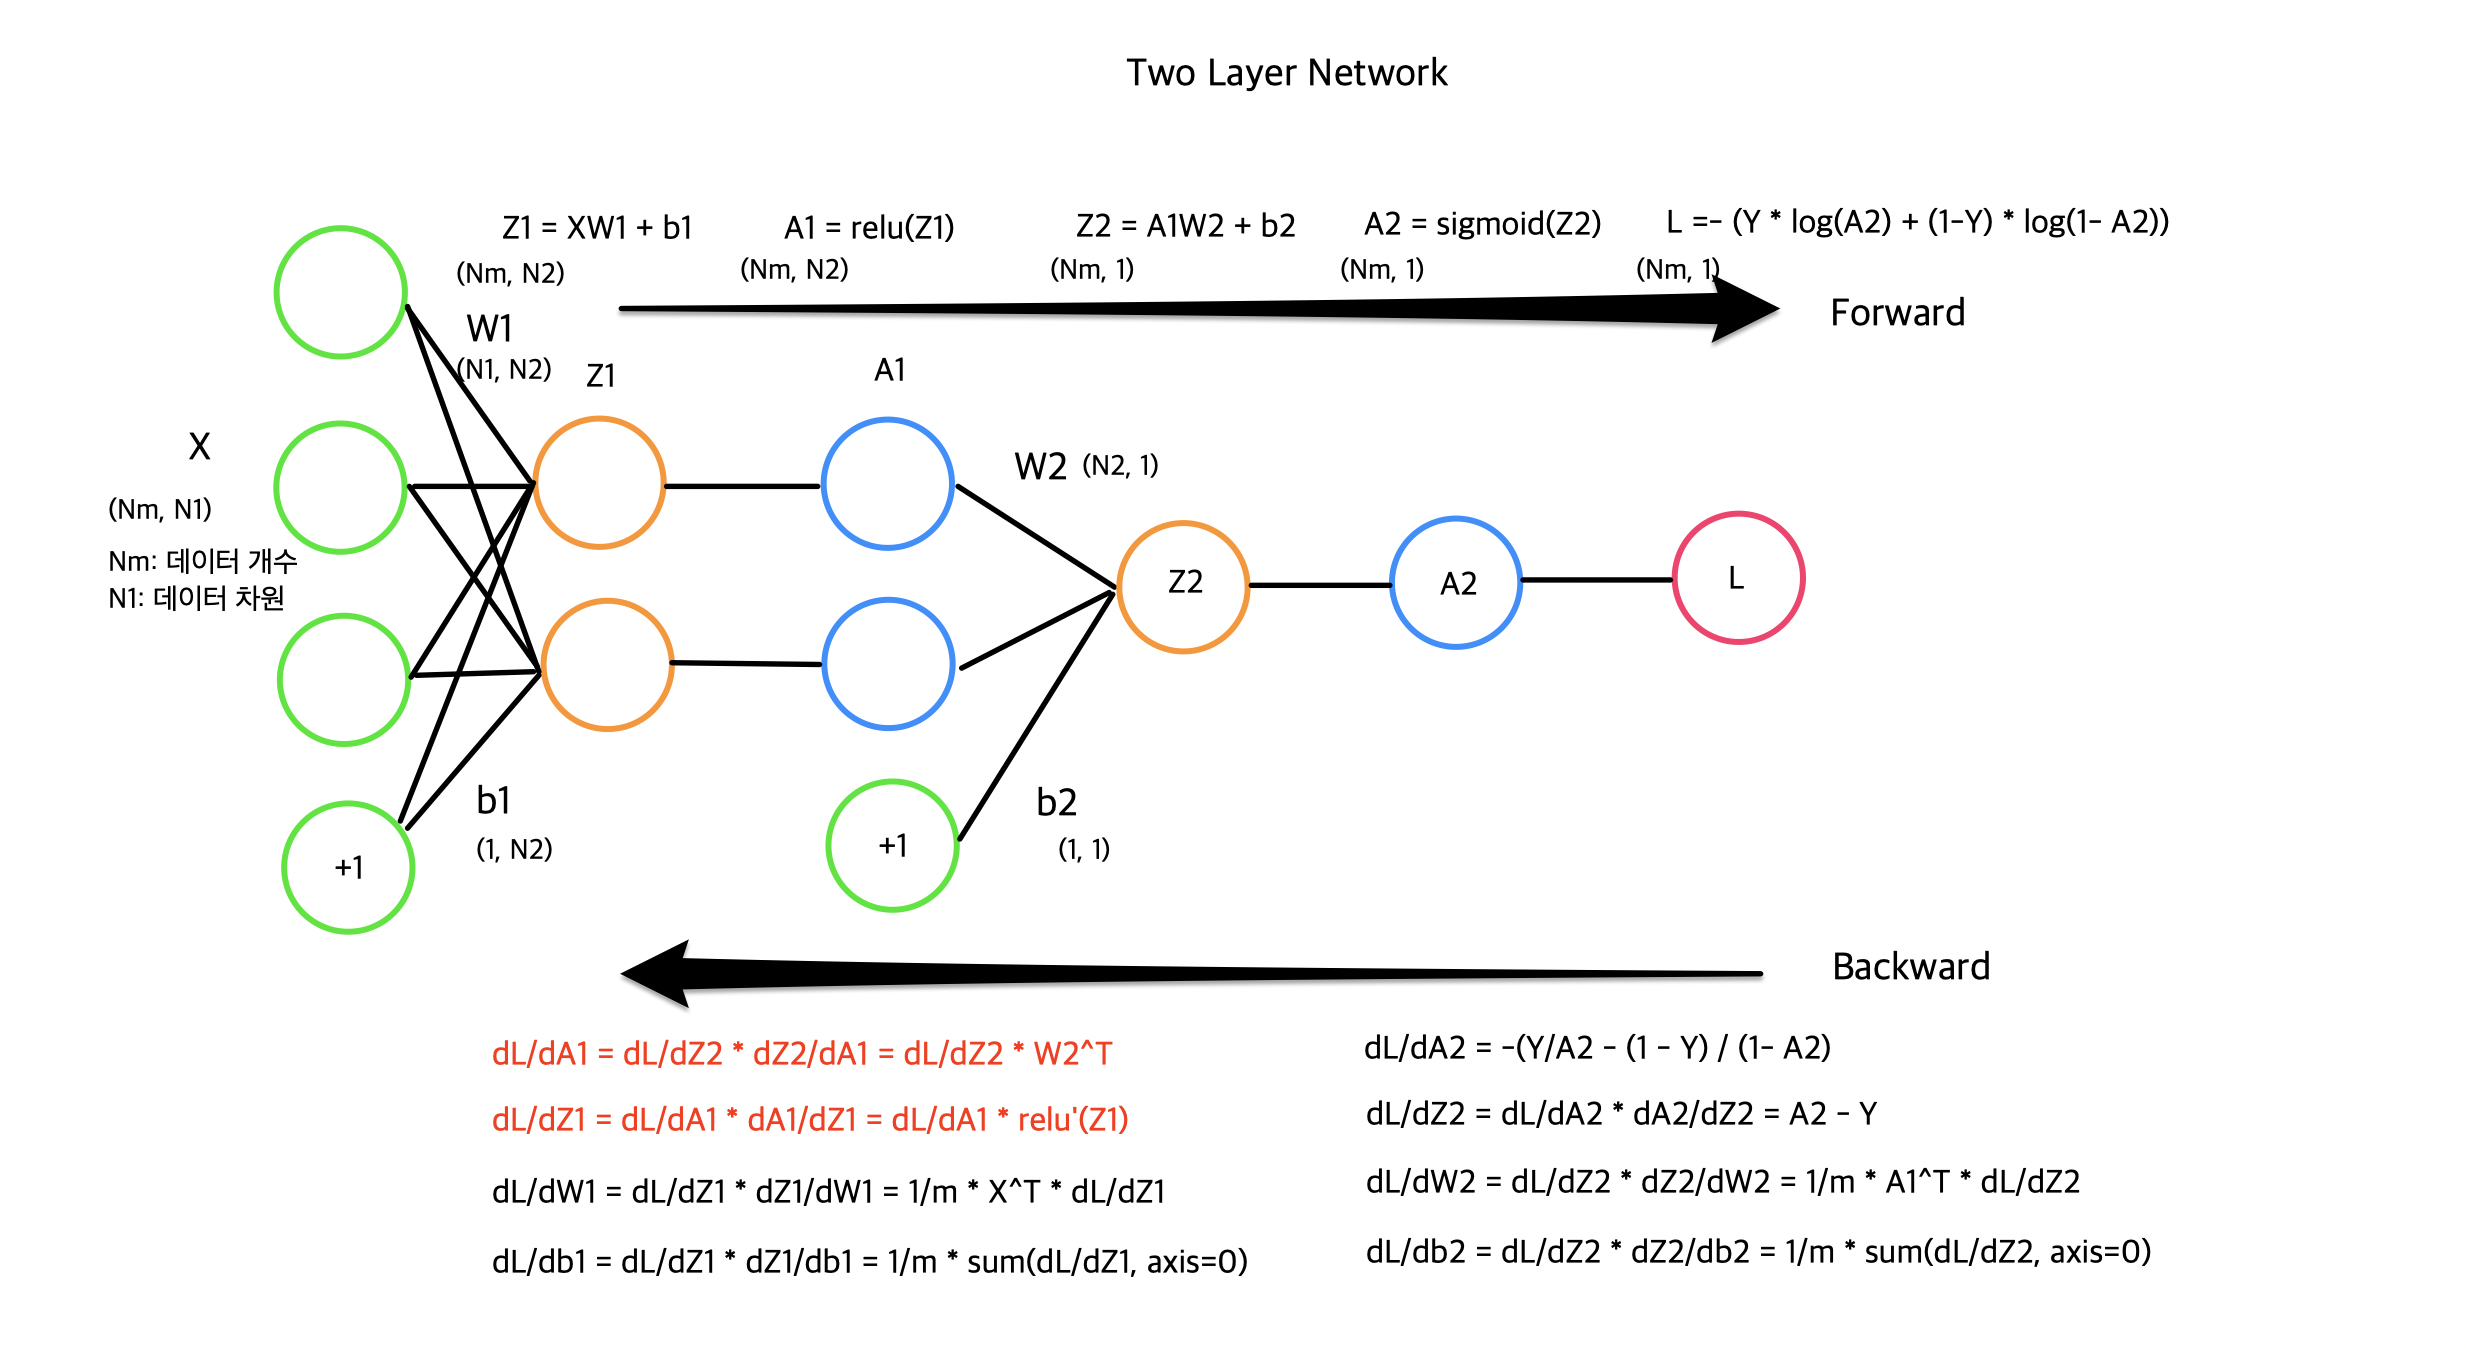 Two Layer Network
Z1 = XW1 + b1
A1 = relu(Z1)
Z2 = A1W2 + b2
A2 = sigmoid(Z2)
L =- (Y * log(A2) + (1-Y) * log(1- A2))
(Nm, N2)
(Nm, N2)
(Nm, 1)
(Nm, 1)
(Nm, 1)
Forward
W1
(N1, N2)
Z1
A1
X
(Nm, N1)
Nm: 데이터 개수
N1: 데이터 차원
W2 (N2, 1)
Z2
A2
L
b1
(1, N2)
+1
+1
b2
(1, 1)
Backward
dL/dA1 = dL/dZ2 * dZ2/dA1 = dL/dZ2 * W2^T
dL/dZ1 = dL/dA1 * dA1/dZ1 = dL/dA1 * relu'(Z1)
dL/dW1 = dL/dZ1 * dZ1/dW1 = 1/m * X^T * dL/dZ1
dL/db1 = dL/dZ1 * dZ1/db1 = 1/m * sum(dL/dZ1, axis=0)
dL/dA2 = -(Y/A2 - (1 - Y) / (1- A2)
dL/dZ2 = dL/dA2 * dA2/dZ2 = A2 - Y
dL/dW2 = dL/dZ2 * dZ2/dW2 = 1/m * A1^T * dL/dZ2
dL/db2 = dL/dZ2 * dZ2/db2 = 1/m * sum(dL/dZ2, axis=0)